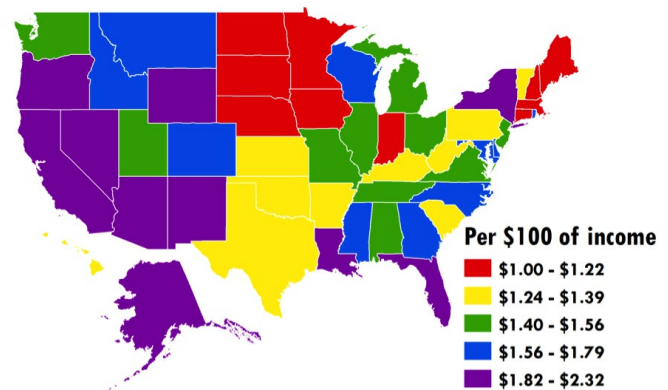 Per $100 of income
$1.00 - $1.22
$1.24 - $1.39
$1.40 - $1.56
$1.56 - $1.79
$1.82 - $2.32